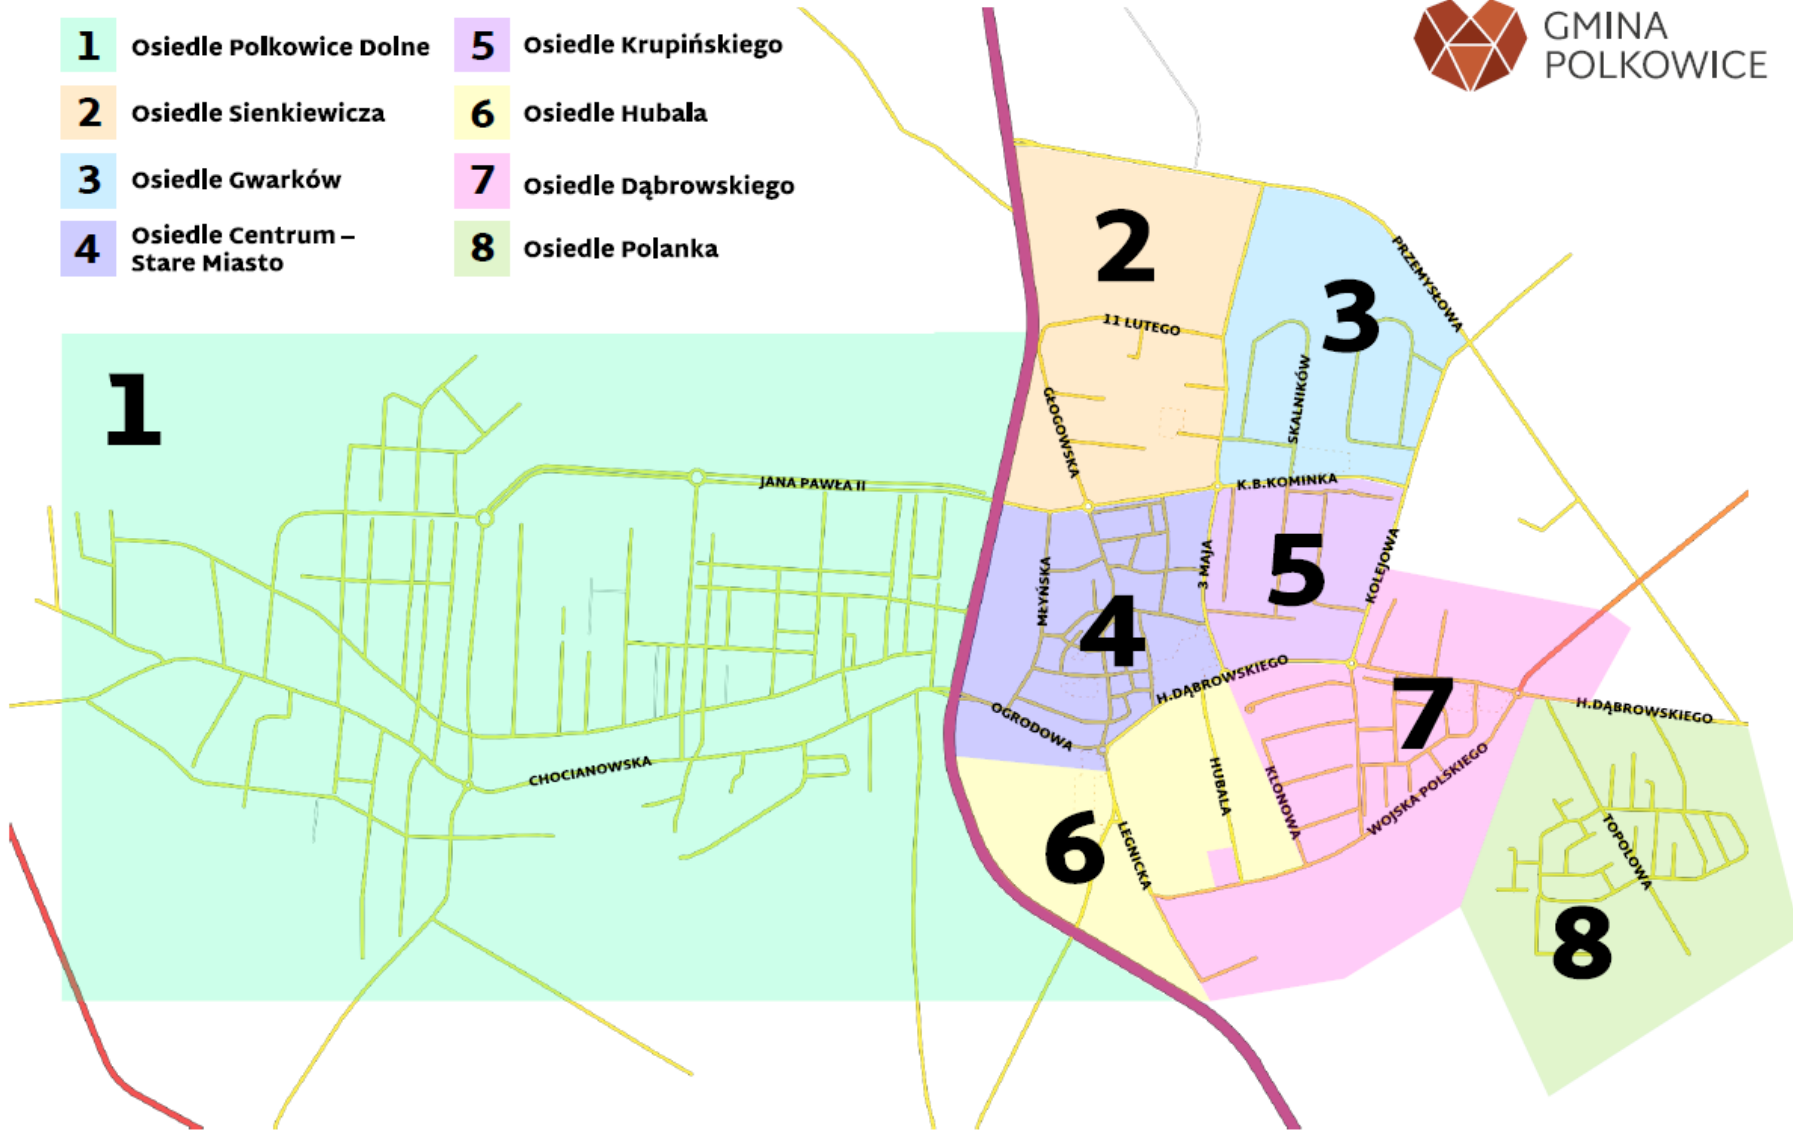 1 Osiedle Polkowice Dolne
2 Osiedle Sienkiewicza
3 Osiedle Gwarków
4 Osiedle Centrum –
Stare Miasto
5 Osiedle Krupińskiego
6 Osiedle Hubala
7 Osiedle Dąbrowskiego
8 Osiedle Polanka
GMINA
POLKOWICE
2
PRZEMYSŁOWA
3
11 LUTEGO
1
SKALNIKÓW
GŁOGOWSKA
JANA PAWŁA II
K.B.KOMINKA
5
KOLEJOWA
3 MAJA
MŁYŃSKA
4
H.DĄBROWSKIEGO
7
H.DĄBROWSKIEGO
OGRODOWA
CHOCIANOWSKA
HUBALA
KLONOWA
WOJSKA POLSKIEGO
6
LEGNICKA
TOPOLOWA
8